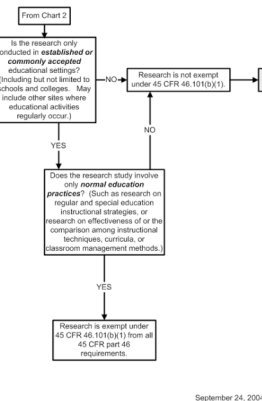 From Chart 2
Is the research only
conducted in established or
commonly accepted
educational settings?
(Including but not limited to
schools and colleges. May
include other sites where
educational activities
regularly occur.)
NO
Research is not exempt
under 45 CFR 46.101(b)(1).
NO
YES
Does the research study involve
only normal education
practices? (Such as research on
regular and special education
instructional strategies, or
research on effectiveness of or the
comparison among instructional
techniques, curricula, or
classroom management methods.)
YES
Research is exempt under
45 CFR 46.101(b)(1) from all
45 CFR part 46
requirements.
September 24, 2004